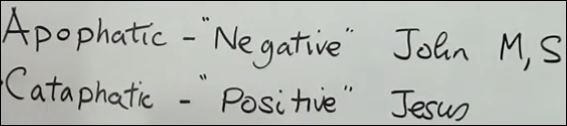 Apophatic - "Negative" John M, S
Cataphatic - "Positive" Jesus